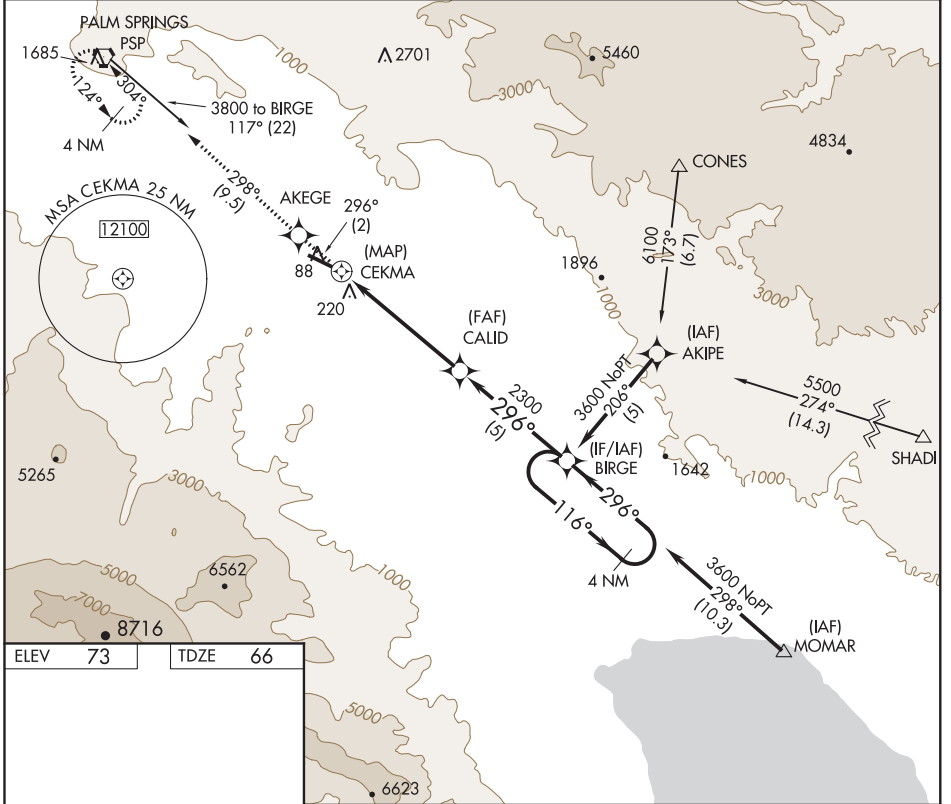 PALM SPRINGS
PSP
1685
2701
5460
1000
3000
304°
124°
3800 to BIRGE
117° (22)
4 NM
4834
CONES
298°
(9.5)
AKEGE
296°
(2)
MSA CEKMA 25 NM
12100
(MAP)
CEKMA
88
220
6100
173°
(6.7)
1896
1000
3000
(FAF)
CALID
(IAF)
AKIPE
3600 NoPT
206°
(5)
5500
274°
(14.3)
SHADI
2300
296°
(5)
(IF/IAF)
BIRGE
1642
1000
5265
3000
116°
296°
4 NM
3600 NoPT
298°
(10.3)
(IAF)
MOMAR
5000
6562
1000
7000
8716
ELEV 73
TDZE 66
5000
6623